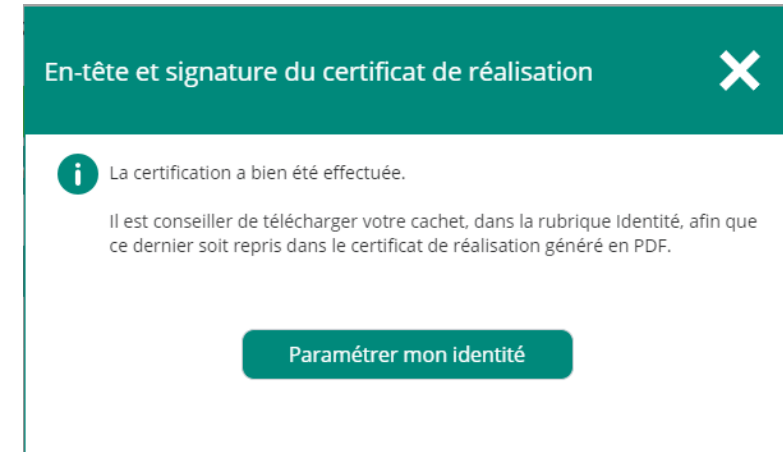 En-tête et signature du certificat de réalisation
La certification a bien été effectuée.
Il est conseiller de télécharger votre cachet, dans la rubrique Identité, afin que
ce dernier soit repris dans le certificat de réalisation généré en PDF.
Paramétrer mon identité